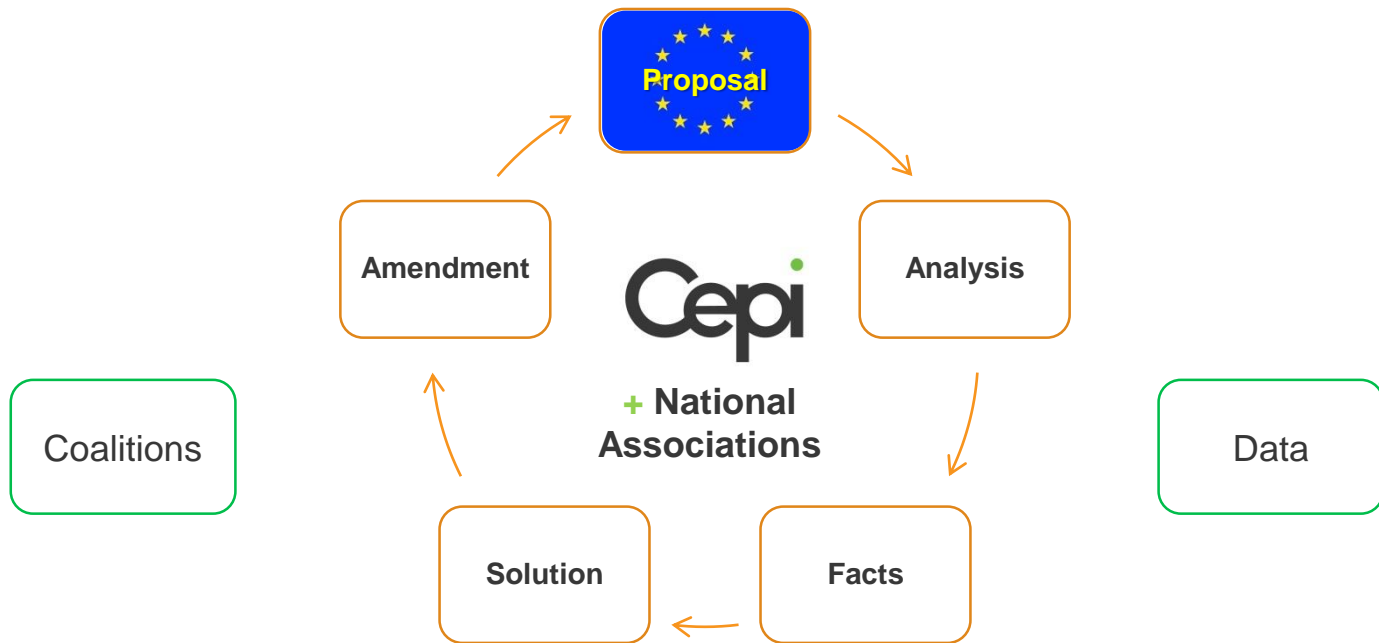 Proposal
Amendment
Analysis
Cepi
+ National
Associations
Coalitions
Data
Solution
Facts